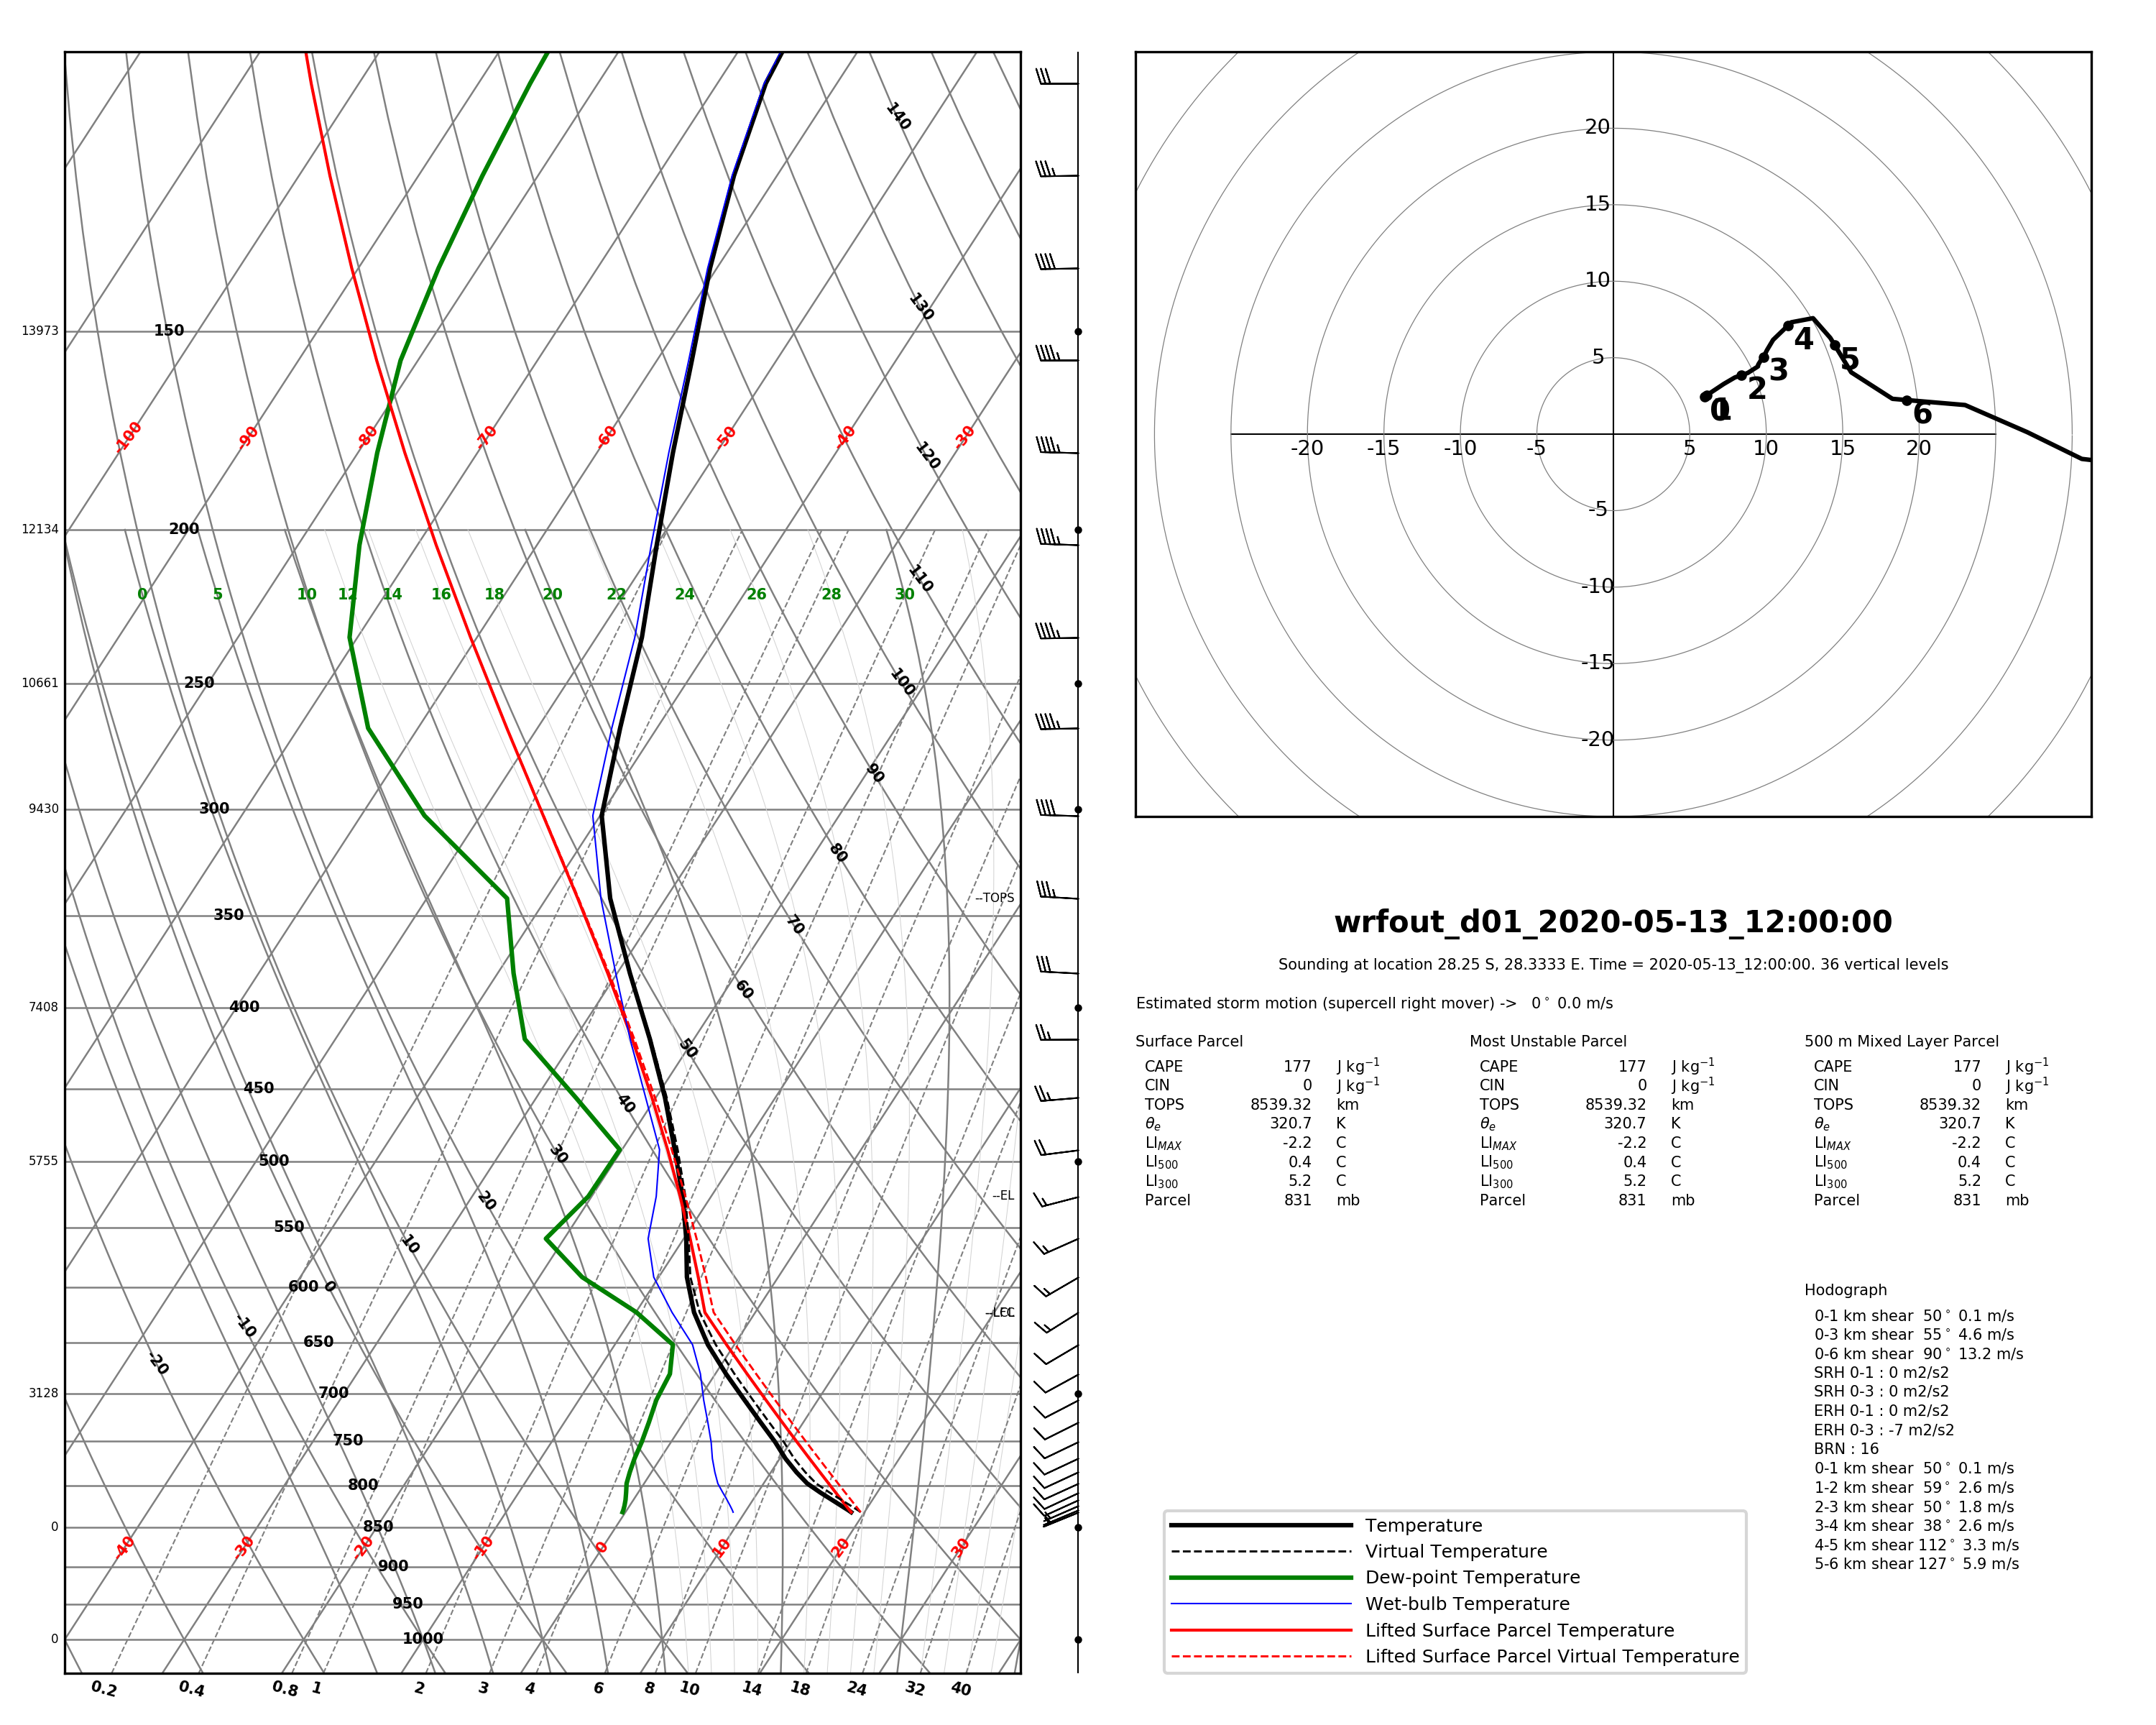 140
130
13973
150
-100
-90
-80
-70
-60
-50
-40
-30
120
12134
200
110
0
5
10
12
14
16
18
20
22
24
26
28
30
10661
250
100
90
9430
300
80
--TOPS
350
70
60
7408
400
50
450
40
5755
500
30
--EL
20
550
10
600
0
-10
650
-20
3128
700
750
800
0
850
-40
-30
-20
-10
0
10
20
30
900
950
0
1000
0.2
0.4
0.8
1
2
3
4
6
8
10
14
18
24
32
40
20
15
10
5
-5
-10
-15
-20
-20
-15
-10
-5
5
10
15
20
0
1
2
3
4
5
6
wrfout_d01_2020-05-13_12:00:00
Sounding at location 28.25 S, 28.3333 E. Time = 2020-05-13_12:00:00. 36 vertical levels
Estimated storm motion (supercell right mover) -> 0° 0.0 m/s
Surface Parcel
CAPE 177 J kg⁻¹
CIN 0 J kg⁻¹
TOPS 8539.32 km
θe 320.7 K
LIMAX -2.2 C
LI500 0.4 C
LI300 5.2 C
Parcel 831 mb
Most Unstable Parcel
CAPE 177 J kg⁻¹
CIN 0 J kg⁻¹
TOPS 8539.32 km
θe 320.7 K
LIMAX -2.2 C
LI500 0.4 C
LI300 5.2 C
Parcel 831 mb
500 m Mixed Layer Parcel
CAPE 177 J kg⁻¹
CIN 0 J kg⁻¹
TOPS 8539.32 km
θe 320.7 K
LIMAX -2.2 C
LI500 0.4 C
LI300 5.2 C
Parcel 831 mb
Hodograph
0-1 km shear 50° 0.1 m/s
0-3 km shear 55° 4.6 m/s
0-6 km shear 90° 13.2 m/s
SRH 0-1 : 0 m2/s2
SRH 0-3 : 0 m2/s2
ERH 0-1 : 0 m2/s2
ERH 0-3 : -7 m2/s2
BRN : 16
0-1 km shear 50° 0.1 m/s
1-2 km shear 59° 2.6 m/s
2-3 km shear 50° 1.8 m/s
3-4 km shear 38° 2.6 m/s
4-5 km shear 112° 3.3 m/s
5-6 km shear 127° 5.9 m/s
Temperature
Virtual Temperature
Dew-point Temperature
Wet-bulb Temperature
Lifted Surface Parcel Temperature
Lifted Surface Parcel Virtual Temperature